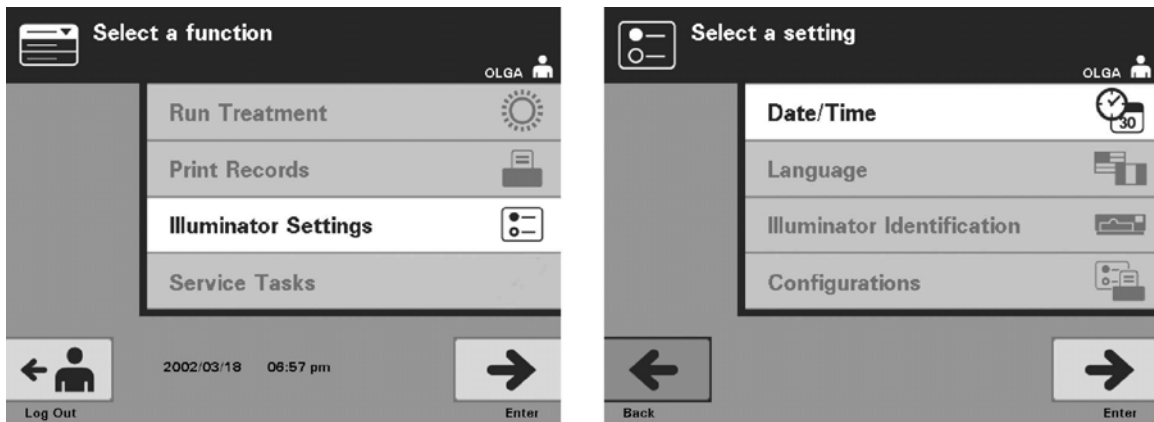 Select a function
OLGA
Run Treatment
Print Records
Illuminator Settings
Service Tasks
2002/03/18 06:57 pm
Log Out
Enter
Select a setting
OLGA
Date/Time
30
Language
Illuminator Identification
Configurations
Back
Enter